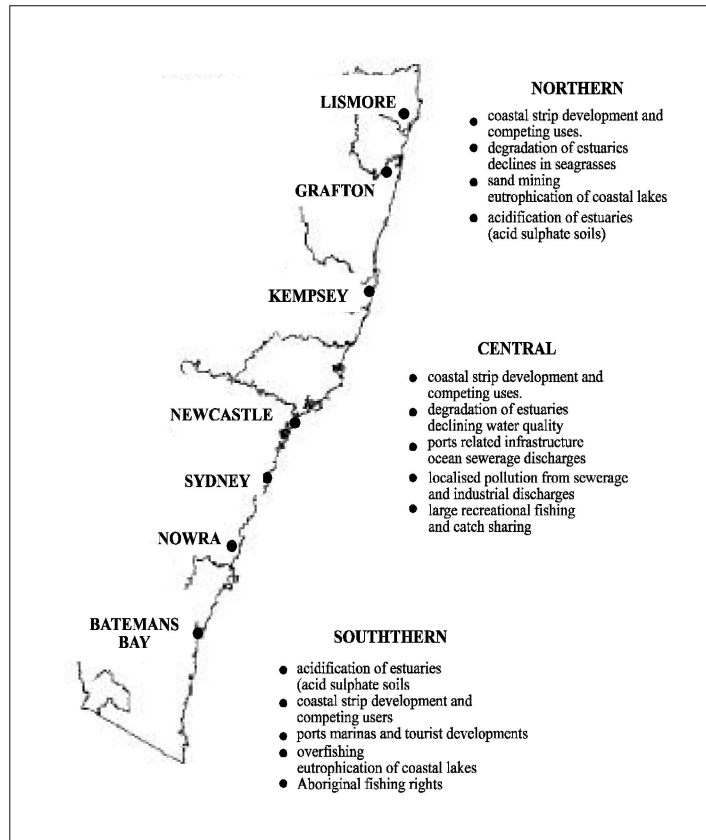 LISMORE
GRAFTON
KEMPSEY
NEWCASTLE
SYDNEY
NOWRA
BATEMANS
BAY
NORTHERN
● coastal strip development and
competing uses.
● degradation of estuaries
declines in seagrasses
● sand mining
eutrophication of coastal lakes
● acidification of estuaries
(acid sulphate soils)
CENTRAL
● coastal strip development and
competing uses.
● degradation of estuaries
declining water quality
● ports related infrastructure
ocean sewerage discharges
● localised pollution from sewerage
and industrial discharges
● large recreational fishing
and catch sharing
SOUTHTHERN
● acidification of estuaries
(acid sulphate soils
● coastal strip development and
competing users
● ports marinas and tourist developments
● overfishing
eutrophication of coastal lakes
● Aboriginal fishing rights